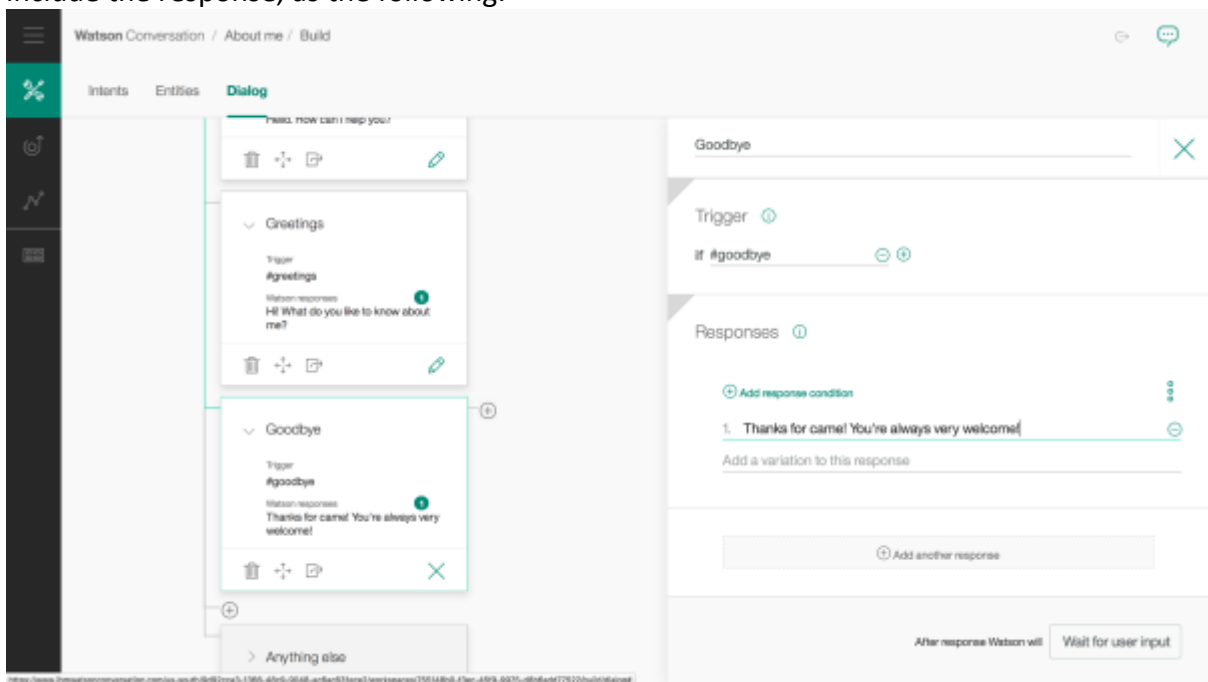 include the response, as the following:
Watson Conversation / About me / Build
Intents Entities Dialog
Hello. How can I help you?
Greetings
Trigger
#greetings
Watson responses 1
Hi! What do you like to know about
me?
Goodbye
Trigger
#goodbye
Watson responses 1
Thanks for came! You're always very
welcome!
Anything else
Goodbye
Trigger
If #goodbye
Responses
Add response condition
1. Thanks for came! You're always very welcome!
Add a variation to this response
Add another response
After response Watson will Wait for user input